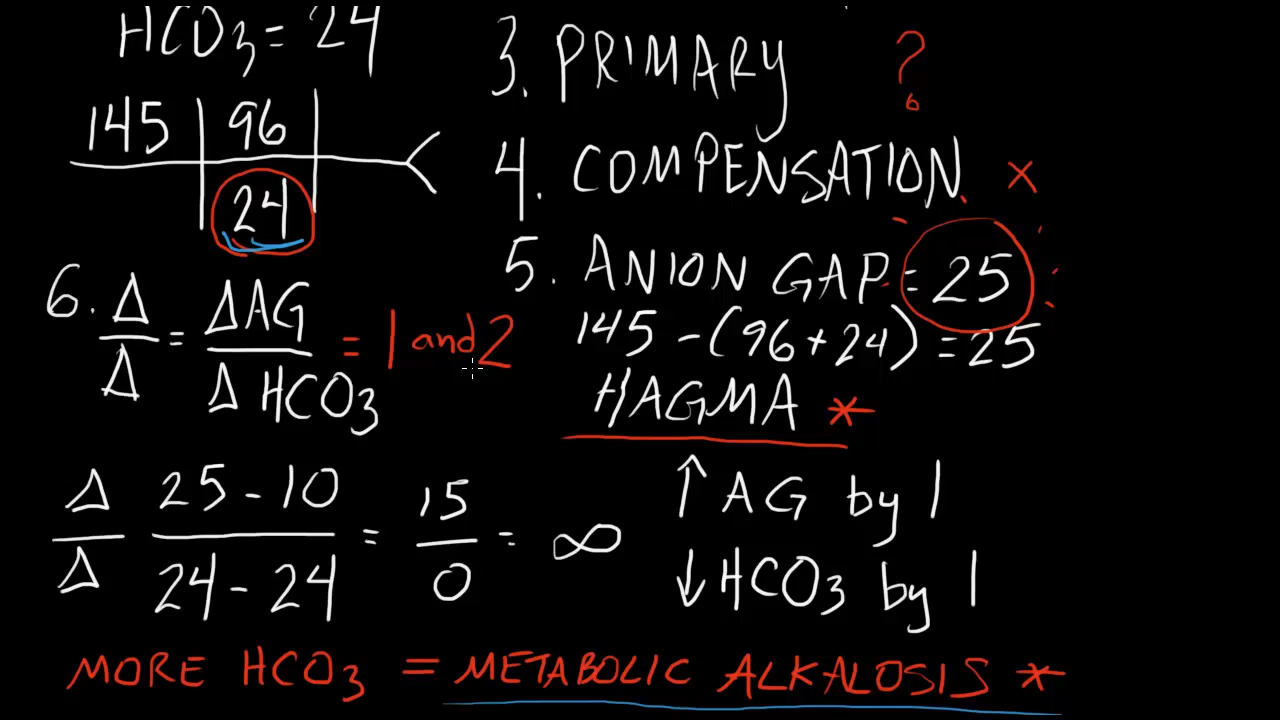 HCO3 = 24
145 | 96
24
3. PRIMARY ?
4. COMPENSATION X
5. ANION GAP = 25
145 - (96 + 24) = 25
HAGMA *
↑ AG by 1
↓ HCO3 by 1
6. Δ/Δ = ΔAG/ΔHCO3 = 1 and 2
Δ/Δ 25 - 10/24 - 24 = 15/0 = ∞
MORE HCO3 = METABOLIC ALKALOSIS *